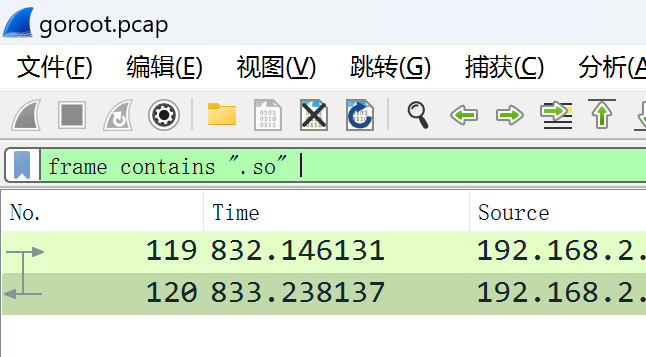 goroot.pcap
文件(F) 编辑(E) 视图(V) 跳转(G) 捕获(C) 分析(A
frame contains ".so"
No. Time Source
119 832.146131 192.168.2.
120 833.238137 192.168.2.